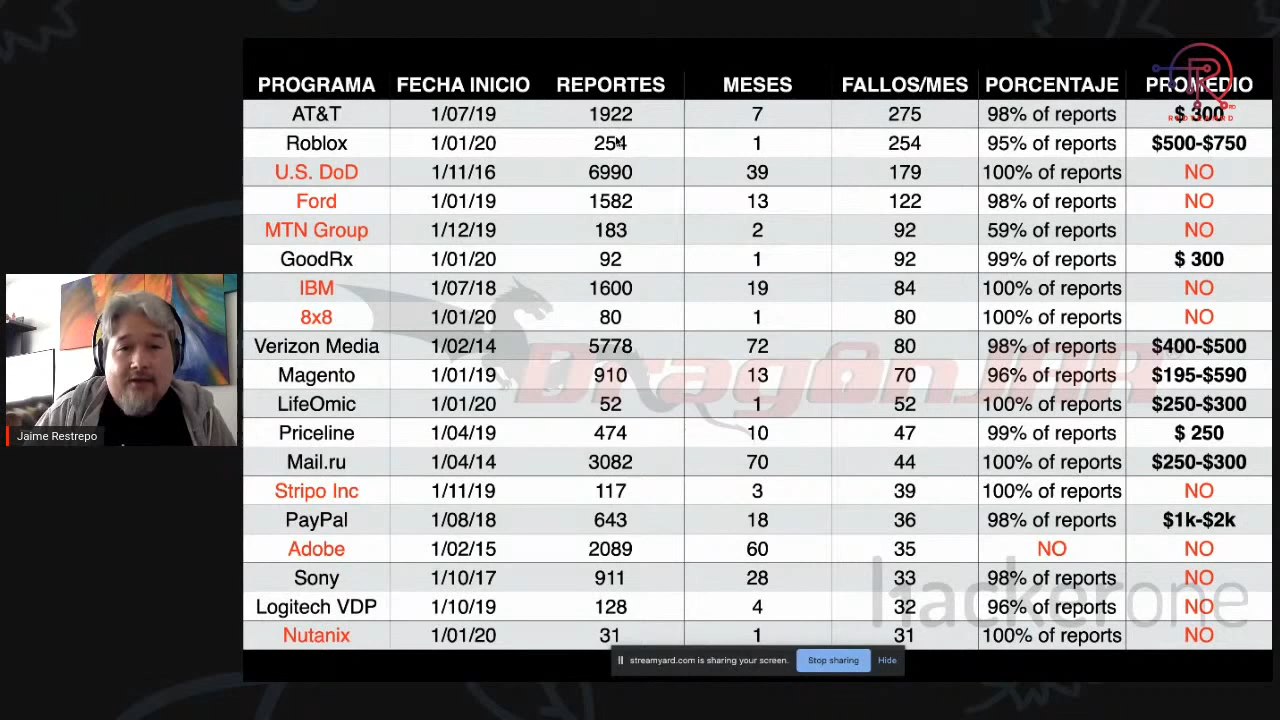 PROGRAMA FECHA INICIO REPORTES MESES FALLOS/MES PORCENTAJE PROMEDIO
AT&T 1/07/19 1922 7 275 98% of reports $ 300
Roblox 1/01/20 254 1 254 95% of reports $500-$750
U.S. DoD 1/11/16 6990 39 179 100% of reports NO
Ford 1/01/19 1582 13 122 98% of reports NO
MTN Group 1/12/19 183 2 92 59% of reports NO
GoodRx 1/01/20 92 1 92 99% of reports $ 300
IBM 1/07/18 1600 19 84 100% of reports NO
8x8 1/01/20 80 1 80 100% of reports NO
Verizon Media 1/02/14 5778 72 80 98% of reports $400-$500
Magento 1/01/19 910 13 70 96% of reports $195-$590
LifeOmic 1/01/20 52 1 52 100% of reports $250-$300
Priceline 1/04/19 474 10 47 99% of reports $ 250
Mail.ru 1/04/14 3082 70 44 100% of reports $250-$300
Stripo Inc 1/11/19 117 3 39 100% of reports NO
PayPal 1/08/18 643 18 36 98% of reports $1k-$2k
Adobe 1/02/15 2089 60 35 NO NO
Sony 1/10/17 911 28 33 98% of reports NO
Logitech VDP 1/10/19 128 4 32 96% of reports NO
Nutanix 1/01/20 31 1 31 100% of reports NO
DragonJAR
hackerone
Jaime Restrepo
streamyard.com is sharing your screen. Stop sharing Hide